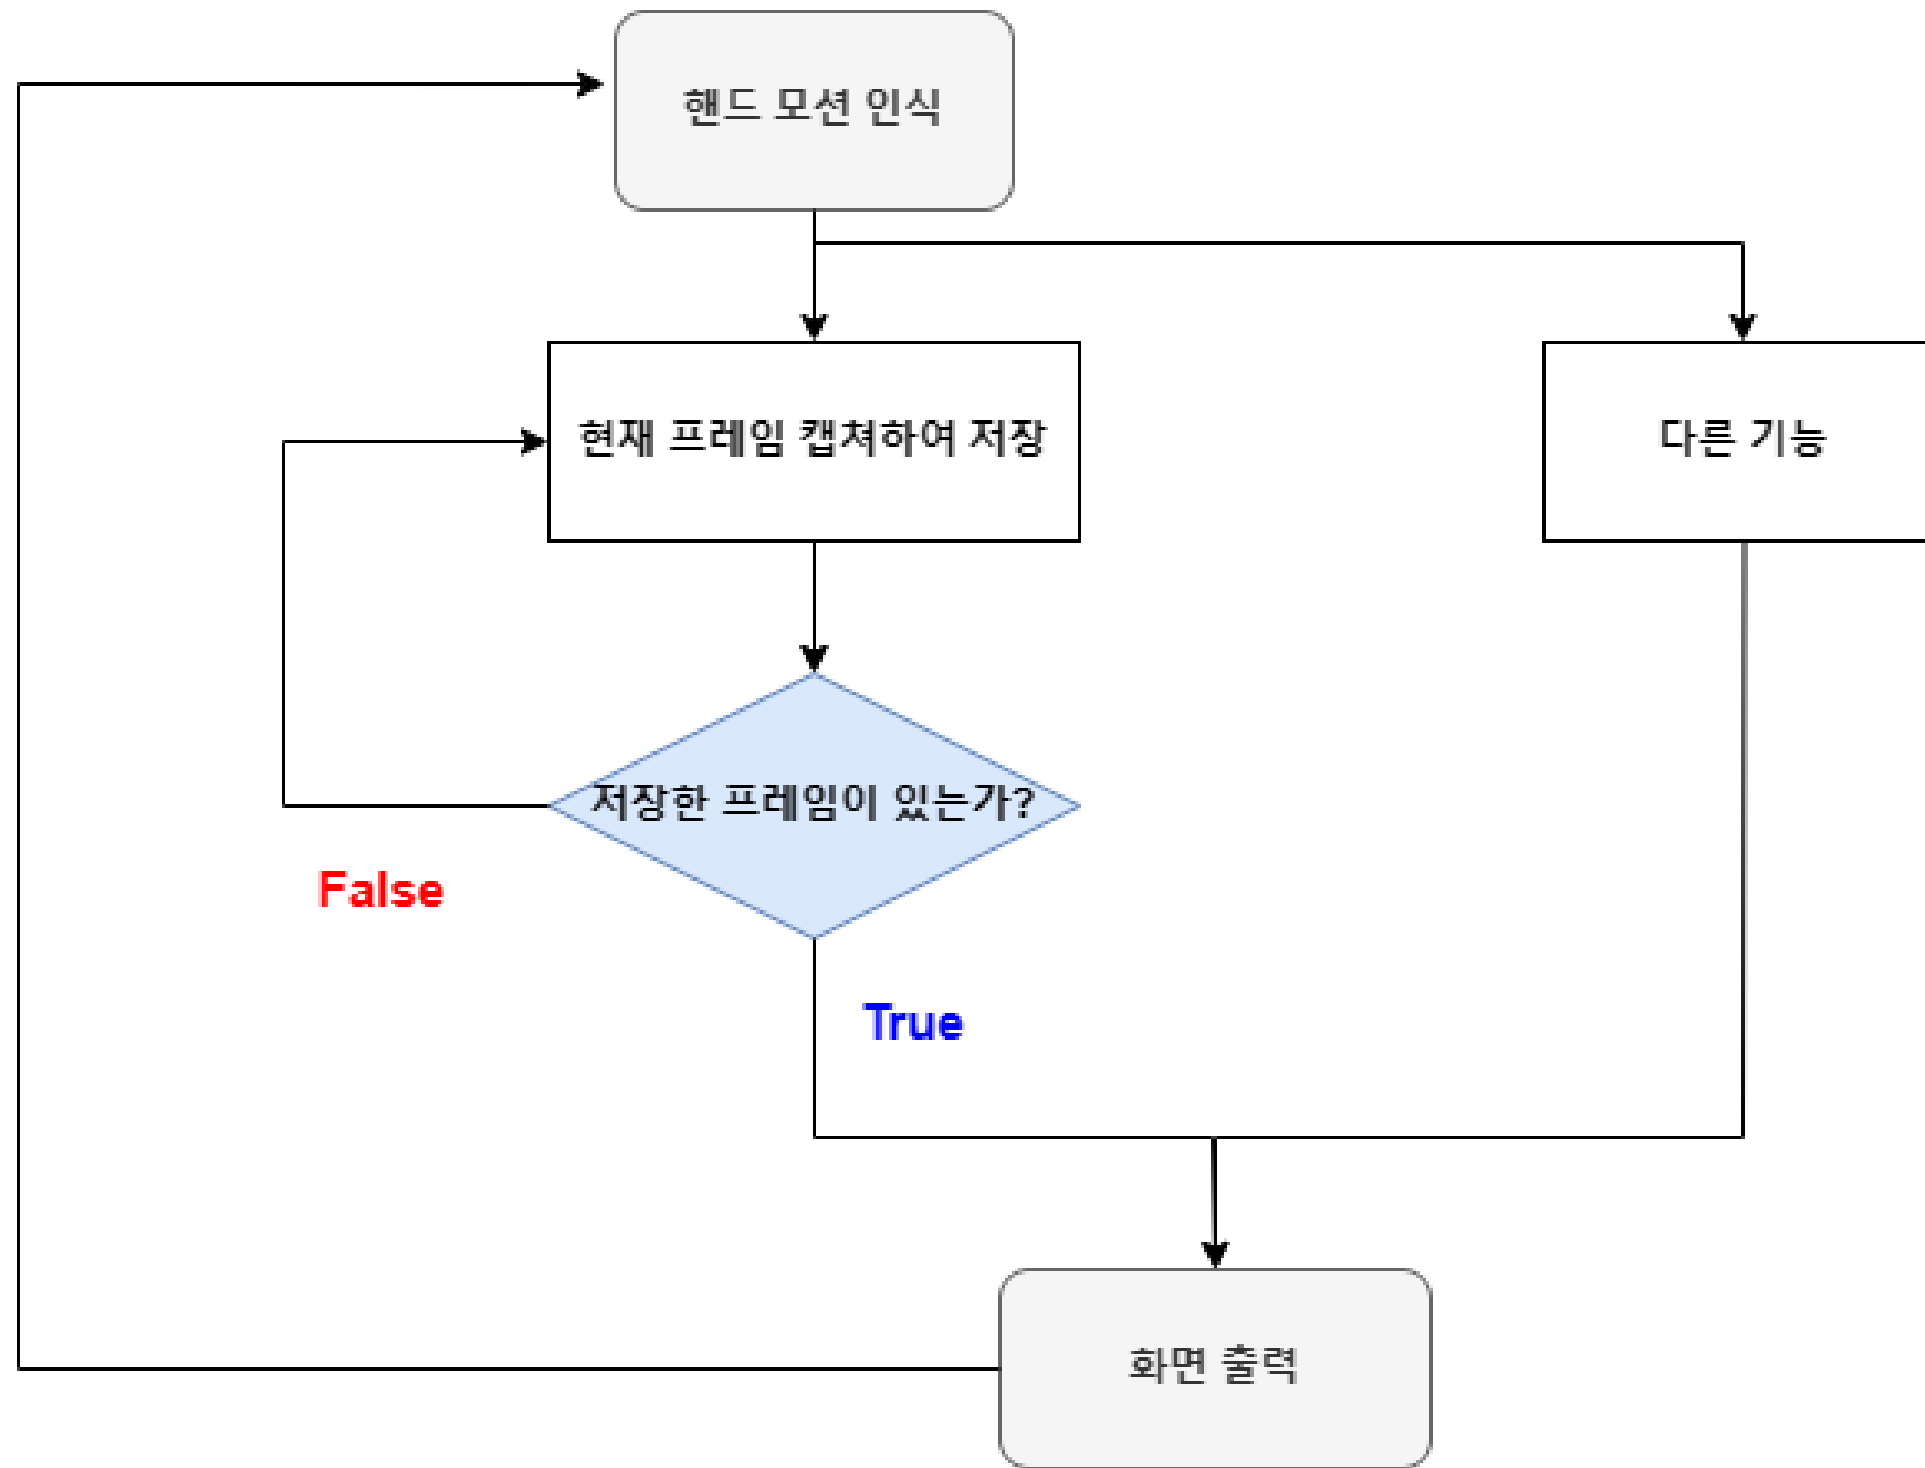 핸드 모션 인식
현재 프레임 캡쳐하여 저장
다른 기능
저장한 프레임이 있는가?
False
True
화면 출력